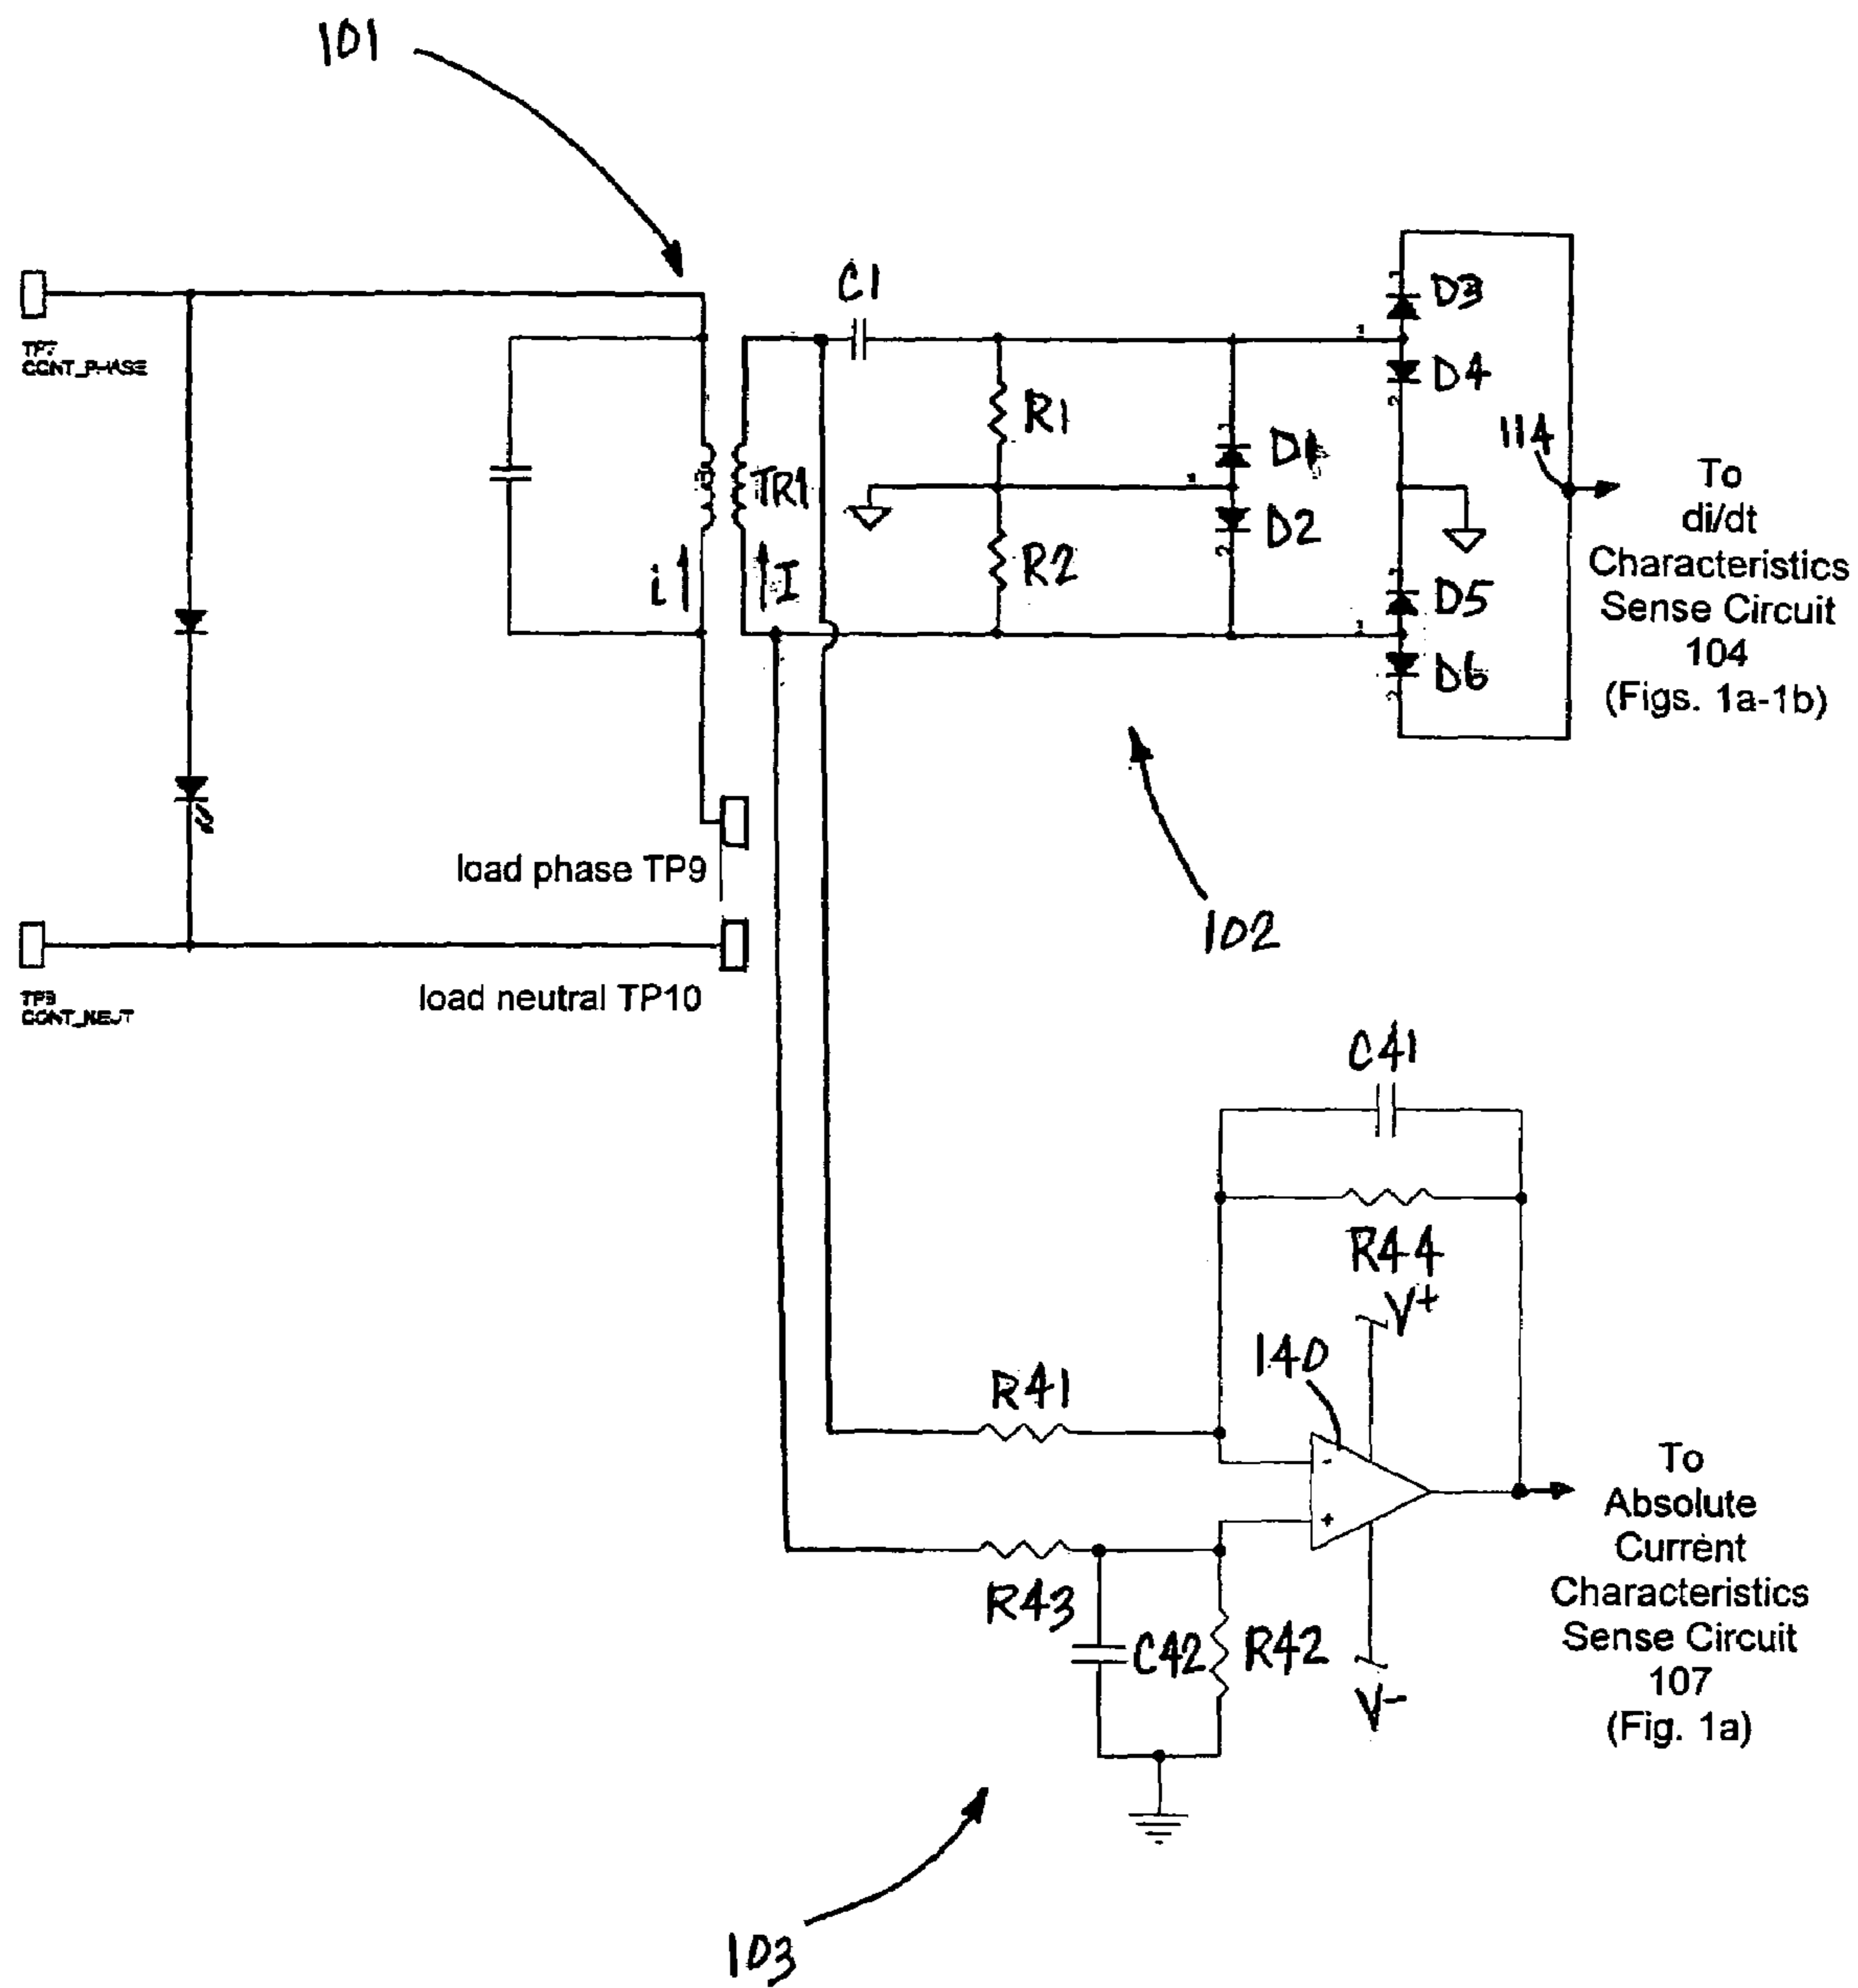 101
C1
D3
D4
TP7
CONT_PHASE
R1
D1
114
To
di/dt
Characteristics
Sense Circuit
104
(Figs. 1a-1b)
TR1
D2
R2
i
I
D5
D6
load phase TP9
102
load neutral TP10
CONT_NEUT
C41
R44
V+
140
R41
-
+
To
Absolute
Current
Characteristics
Sense Circuit
107
(Fig. 1a)
R43
C42
R42
V-
103